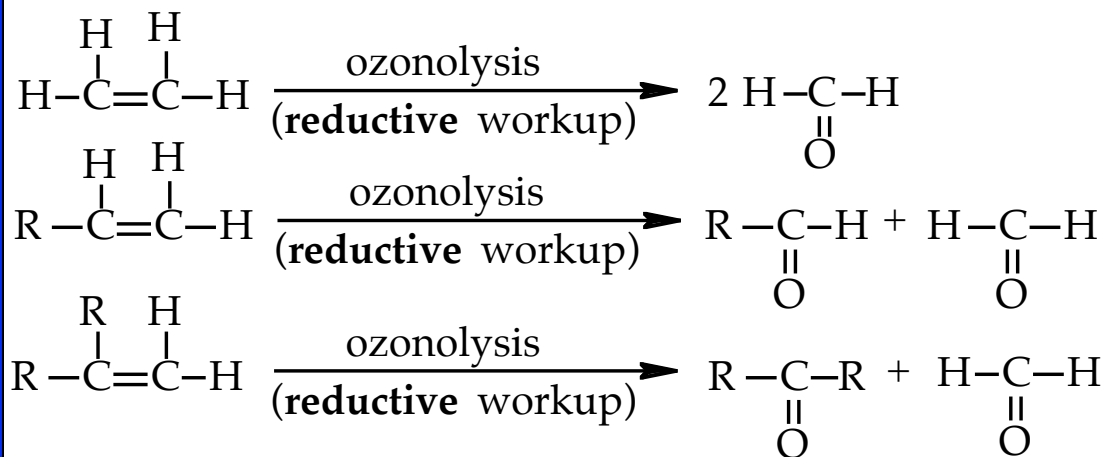 H H
ozonolysis
H–C=C–H 2 H–C–H
(reductive workup)
O
H H
ozonolysis
R–C=C–H R–C–H + H–C–H
(reductive workup)
O O
R H
ozonolysis
R–C=C–H R–C–R + H–C–H
(reductive workup)
O O